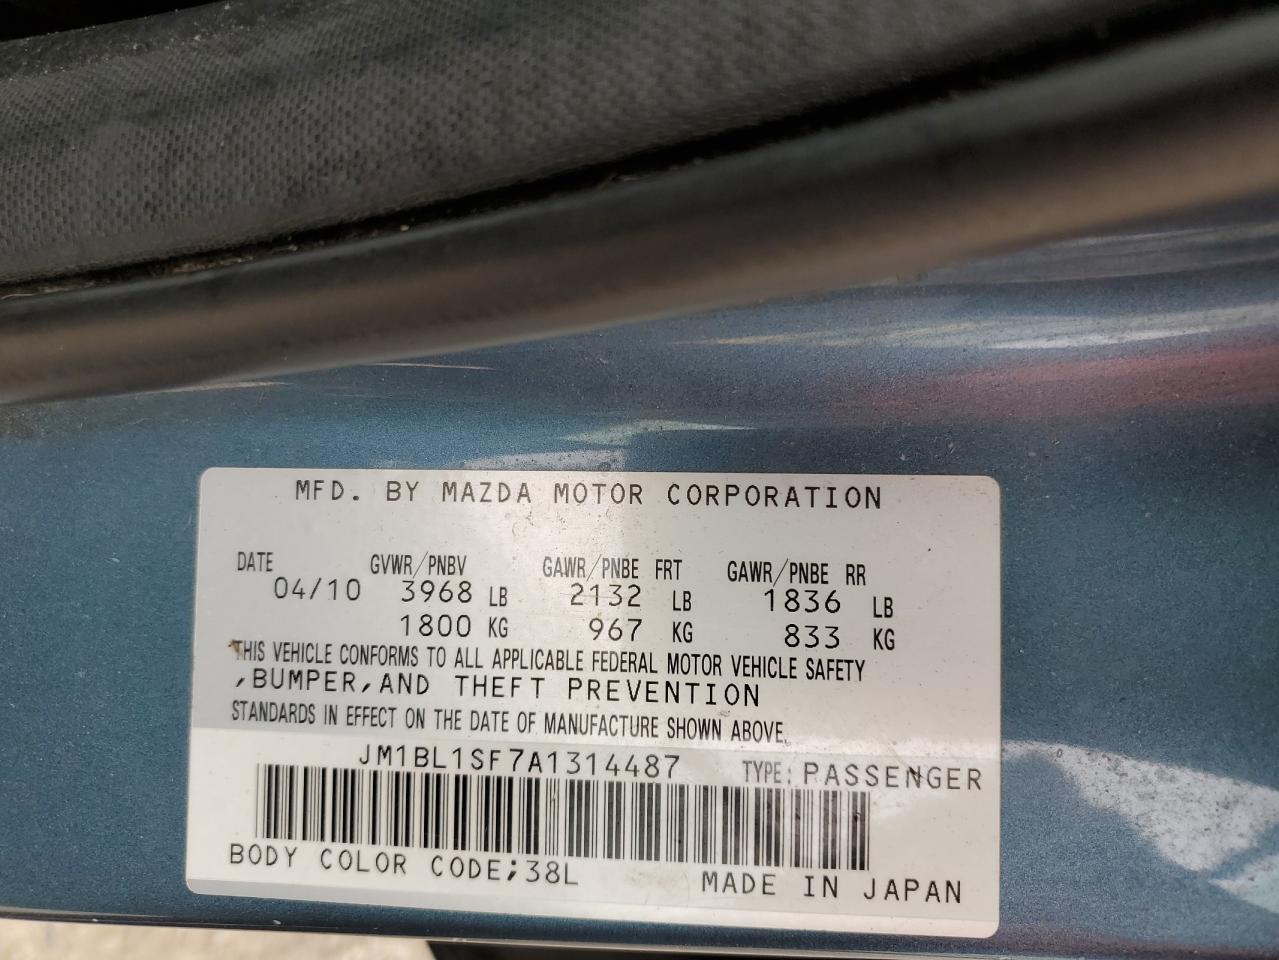 MFD. BY MAZDA MOTOR CORPORATION
DATE GVWR/PNBV GAWR/PNBE FRT GAWR/PNBE RR
04/10 3968 LB 2132 LB 1836 LB
1800 KG 967 KG 833 KG
THIS VEHICLE CONFORMS TO ALL APPLICABLE FEDERAL MOTOR VEHICLE SAFETY
,BUMPER,AND THEFT PREVENTION
STANDARDS IN EFFECT ON THE DATE OF MANUFACTURE SHOWN ABOVE.
JM1BL1SF7A1314487 TYPE: PASSENGER
BODY COLOR CODE;38L MADE IN JAPAN